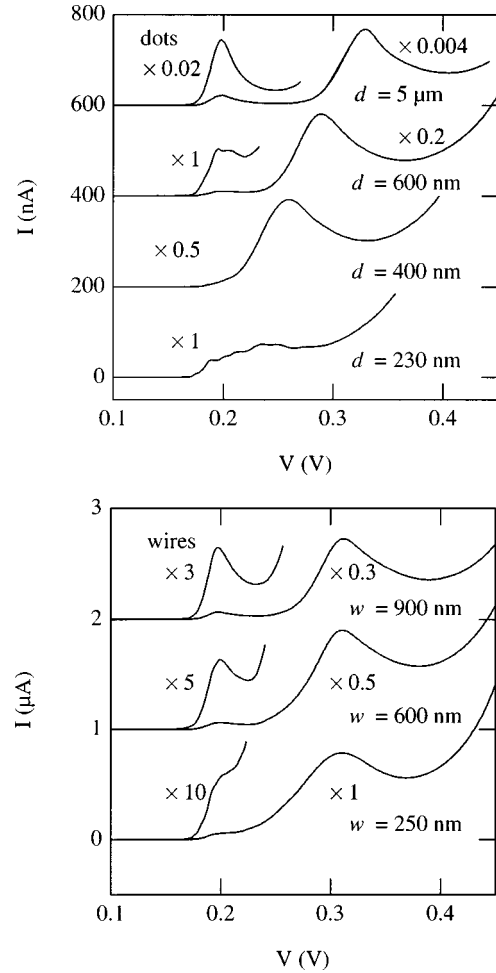 800
dots
× 0.02
× 0.004
600
d = 5 μm
× 1
× 0.2
400
d = 600 nm
I (nA)
× 0.5
200
d = 400 nm
× 1
0
d = 230 nm
0.1 0.2 0.3 0.4
V (V)
3
wires
× 3
× 0.3
2
w = 900 nm
× 5
× 0.5
I (μA)
w = 600 nm
1
× 10
× 1
w = 250 nm
0
0.1 0.2 0.3 0.4
V (V)